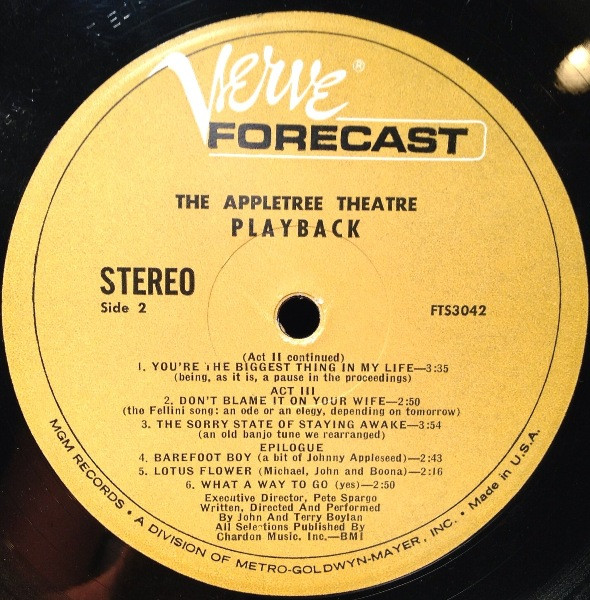 Verve ®
FORECAST
THE APPLETREE THEATRE
PLAYBACK
STEREO
Side 2
FTS3042
(Act II continued)
1. YOU'RE THE BIGGEST THING IN MY LIFE—3:35
(being, as it is, a pause in the proceedings)
ACT III
2. DON'T BLAME IT ON YOUR WIFE—2:50
(the Fellini song: an ode or an elegy, depending on tomorrow)
3. THE SORRY STATE OF STAYING AWAKE—3:54
(an old banjo tune we rearranged)
EPILOGUE
4. BAREFOOT BOY (a bit of Johnny Appleseed)—2:43
5. LOTUS FLOWER (Michael, John and Boona)—2:16
6. WHAT A WAY TO GO (yes)—2:50
Executive Director, Pete Spargo
Written, Directed And Performed
By John And Terry Boylan
All Selections Published By
Chardon Music, Inc.—BMI
MGM RECORDS • A DIVISION OF METRO-GOLDWYN-MAYER, INC. • Made in U.S.A.